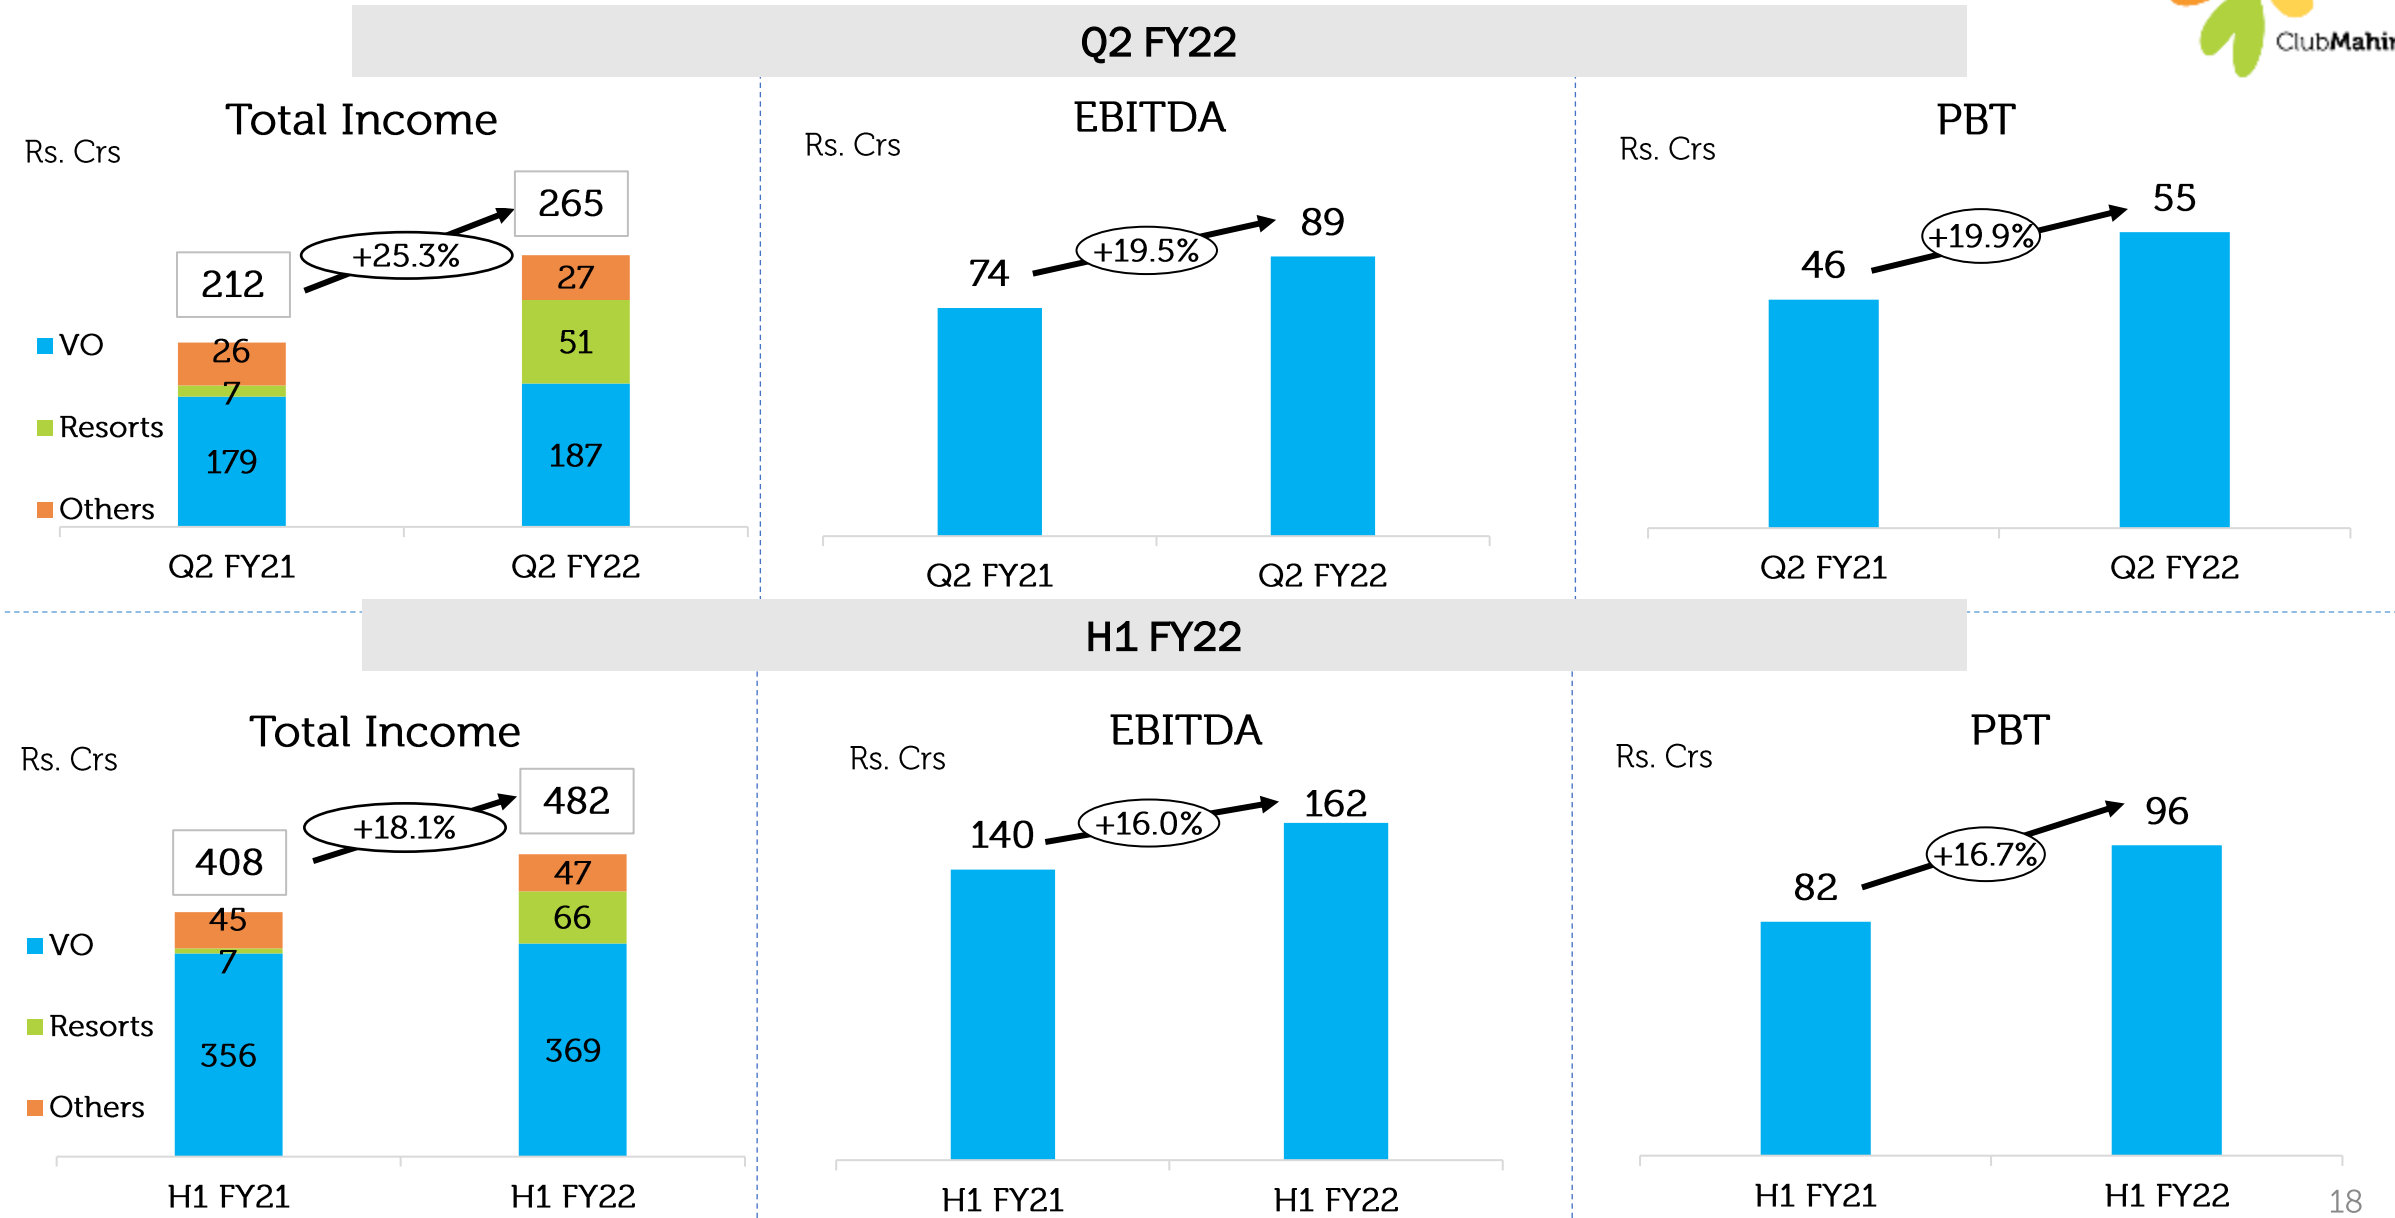 Q2 FY22
ClubMahin
Total Income
Rs. Crs
212
+25.3%
265
VO
Resorts
Others
26
7
179
27
51
187
Q2 FY21
Q2 FY22
EBITDA
Rs. Crs
74
+19.5%
89
Q2 FY21
Q2 FY22
PBT
Rs. Crs
46
+19.9%
55
Q2 FY21
Q2 FY22
H1 FY22
Total Income
Rs. Crs
408
+18.1%
482
VO
Resorts
Others
45
7
356
47
66
369
H1 FY21
H1 FY22
EBITDA
Rs. Crs
140
+16.0%
162
H1 FY21
H1 FY22
PBT
Rs. Crs
82
+16.7%
96
H1 FY21
H1 FY22
18